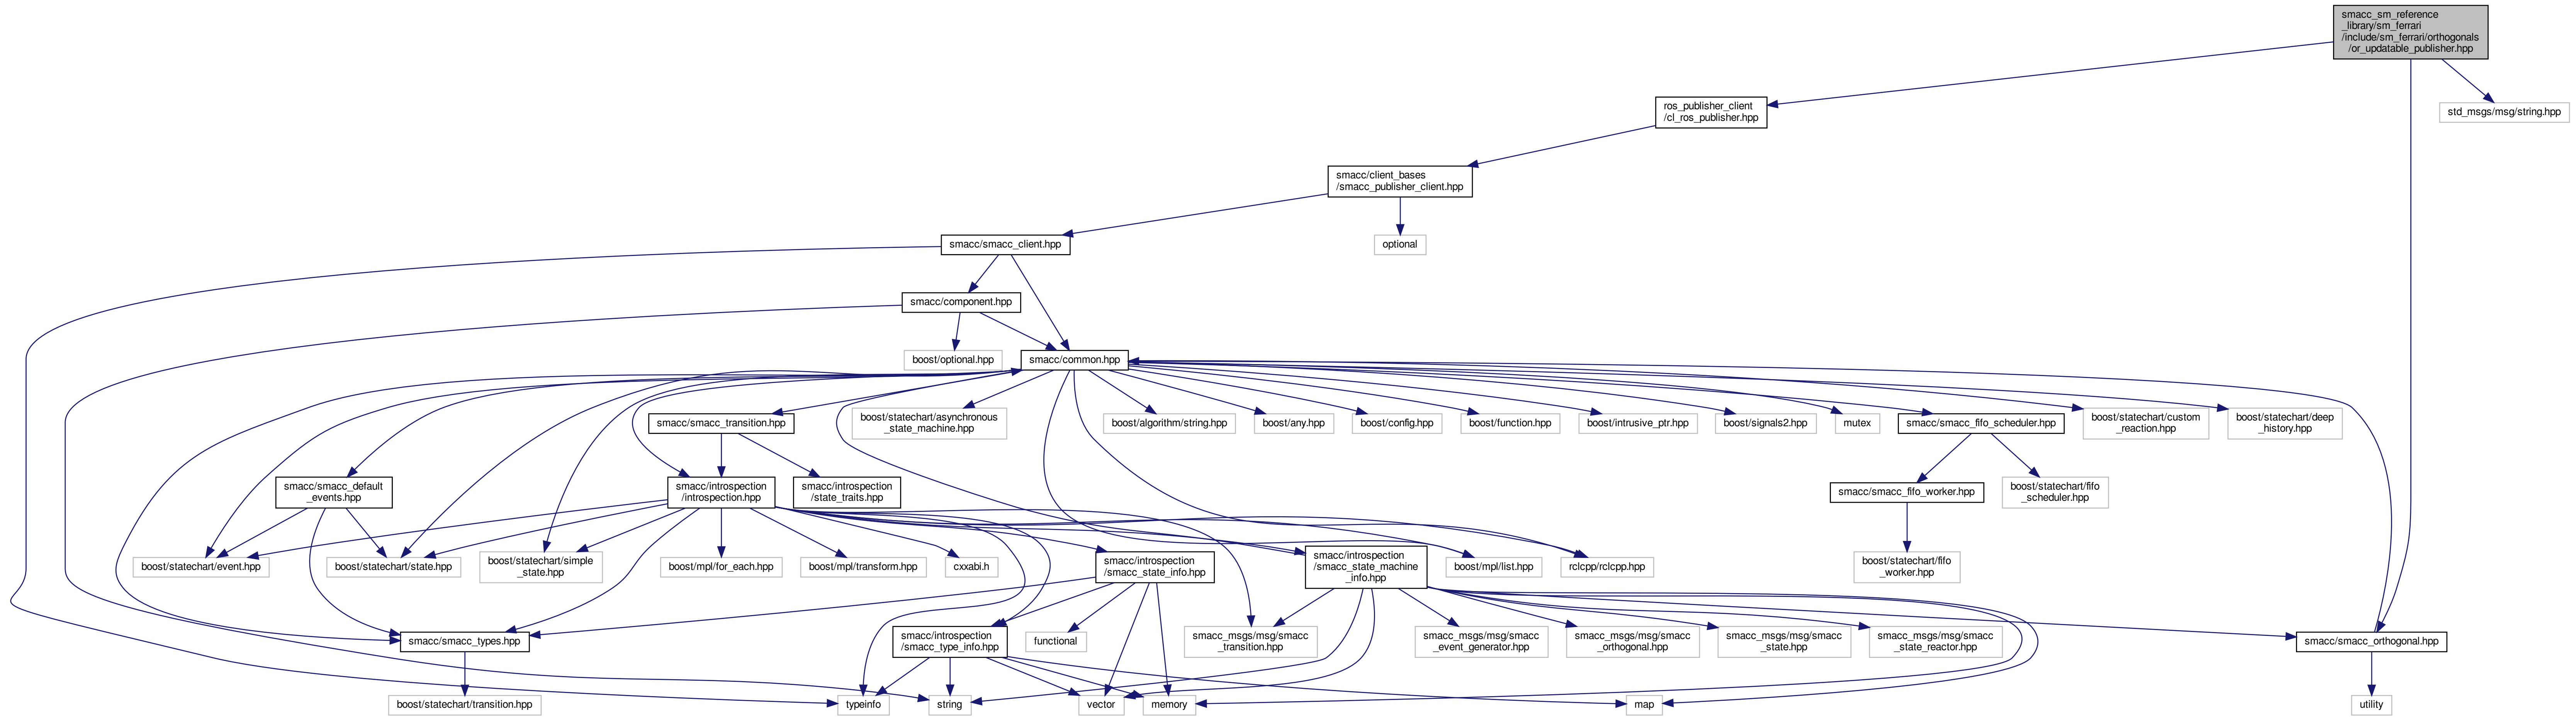 smacc_sm_reference
_library/sm_ferrari
/include/sm_ferrari/orthogonals
/or_updatable_publisher.hpp
ros_publisher_client
/cl_ros_publisher.hpp
std_msgs/msg/string.hpp
smacc/client_bases
/smacc_publisher_client.hpp
smacc/smacc_client.hpp
optional
smacc/component.hpp
boost/optional.hpp
smacc/common.hpp
smacc/smacc_transition.hpp
boost/statechart/asynchronous
_state_machine.hpp
boost/algorithm/string.hpp
boost/any.hpp
boost/config.hpp
boost/function.hpp
boost/intrusive_ptr.hpp
boost/signals2.hpp
mutex
smacc/smacc_fifo_scheduler.hpp
boost/statechart/custom
_reaction.hpp
boost/statechart/deep
_history.hpp
smacc/smacc_default
_events.hpp
smacc/introspection
/introspection.hpp
smacc/introspection
/state_traits.hpp
smacc/smacc_fifo_worker.hpp
boost/statechart/fifo
_scheduler.hpp
boost/statechart/event.hpp
boost/statechart/state.hpp
boost/statechart/simple
_state.hpp
boost/mpl/for_each.hpp
boost/mpl/transform.hpp
cxxabi.h
smacc/introspection
/smacc_state_info.hpp
smacc/introspection
/smacc_state_machine
_info.hpp
boost/mpl/list.hpp
rclcpp/rclcpp.hpp
boost/statechart/fifo
_worker.hpp
smacc/smacc_types.hpp
smacc/introspection
/smacc_type_info.hpp
functional
smacc_msgs/msg/smacc
_transition.hpp
smacc_msgs/msg/smacc
_event_generator.hpp
smacc_msgs/msg/smacc
_orthogonal.hpp
smacc_msgs/msg/smacc
_state.hpp
smacc_msgs/msg/smacc
_state_reactor.hpp
smacc/smacc_orthogonal.hpp
boost/statechart/transition.hpp
typeinfo
string
vector
memory
map
utility